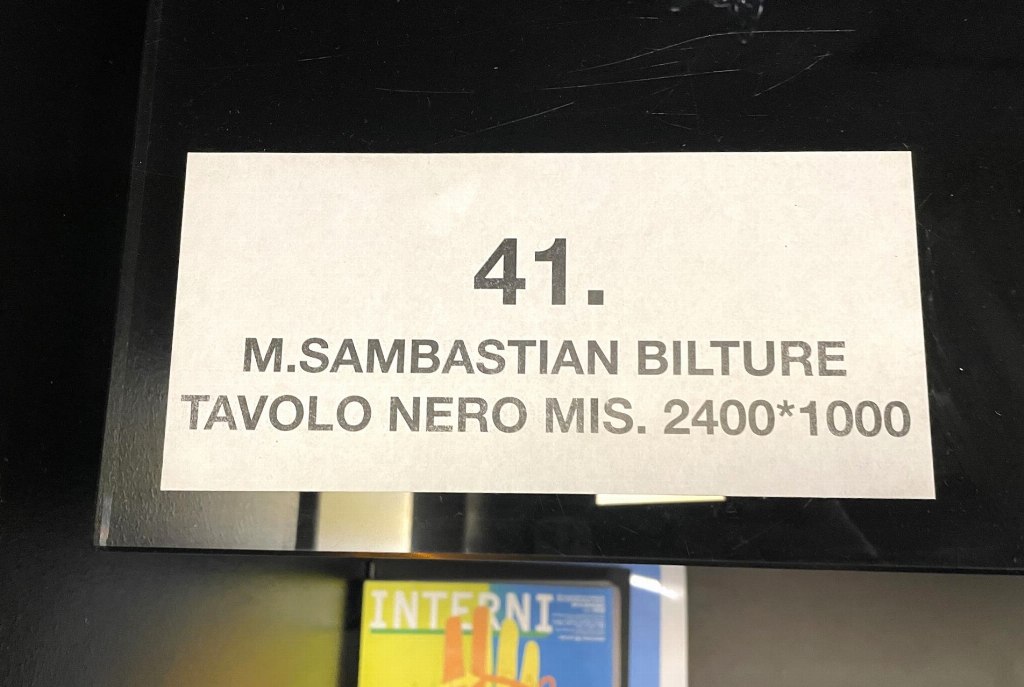 41.
M.SAMBASTIAN BILTURE
TAVOLO NERO MIS. 2400*1000
INTERNI